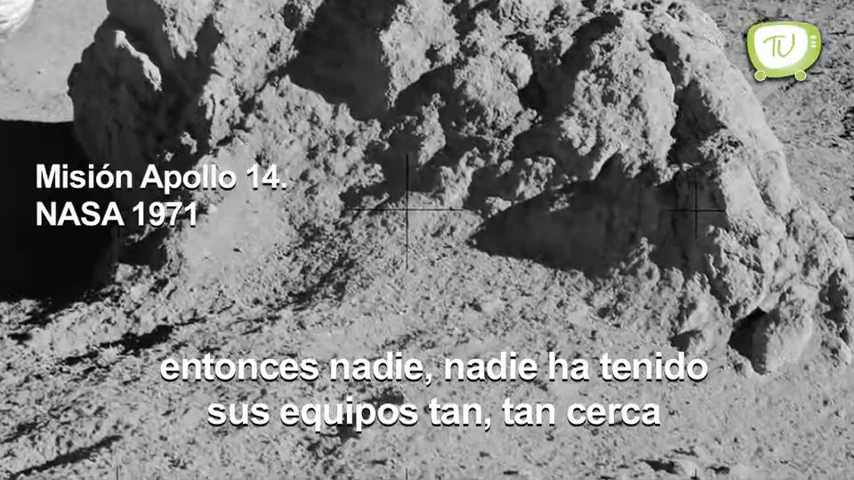 TV
Misión Apollo 14.
NASA 1971
entonces nadie, nadie ha tenido
sus equipos tan, tan cerca